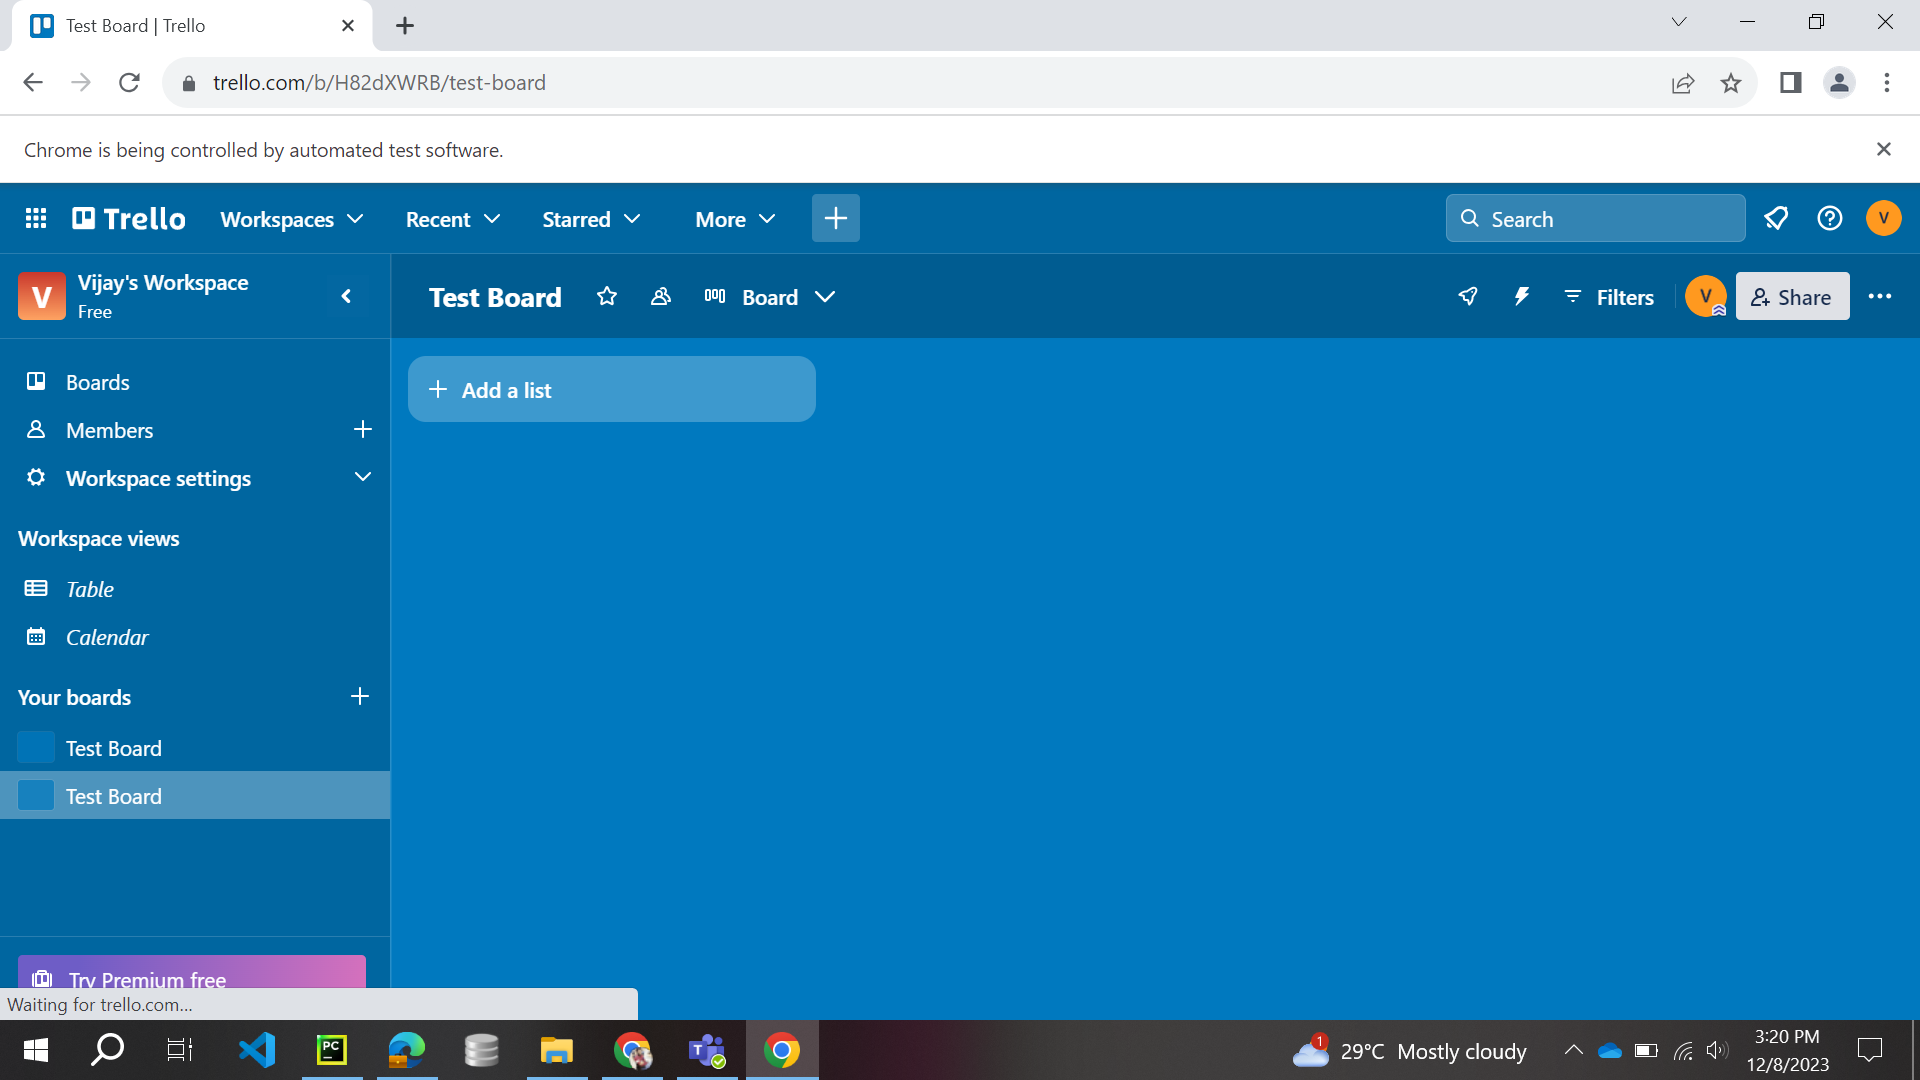 Test Board | Trello
trello.com/b/H82dXWRB/test-board
Chrome is being controlled by automated test software.
Trello
Workspaces
Recent
Starred
More
Search
V
V
Vijay's Workspace
Free
Test Board
Board
Filters
V
Share
Boards
Members
Workspace settings
Workspace views
Table
Calendar
Your boards
Test Board
Test Board
Add a list
Try Premium free
Waiting for trello.com...
PC
T
1
29°C Mostly cloudy
3:20 PM
12/8/2023